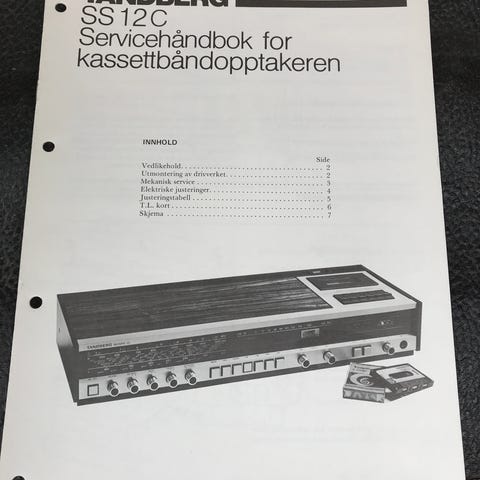 TANDBERG
SS 12 C
Servicehåndbok for
kassettbåndopptakeren
INNHOLD
Side
Vedlikehold. 2
Utmontering av drivverket. 2
Mekanisk service 3
Elektriske justeringer. 4
Justeringstabell 5
T.L. kort 6
Skjema 7
TANDBERG